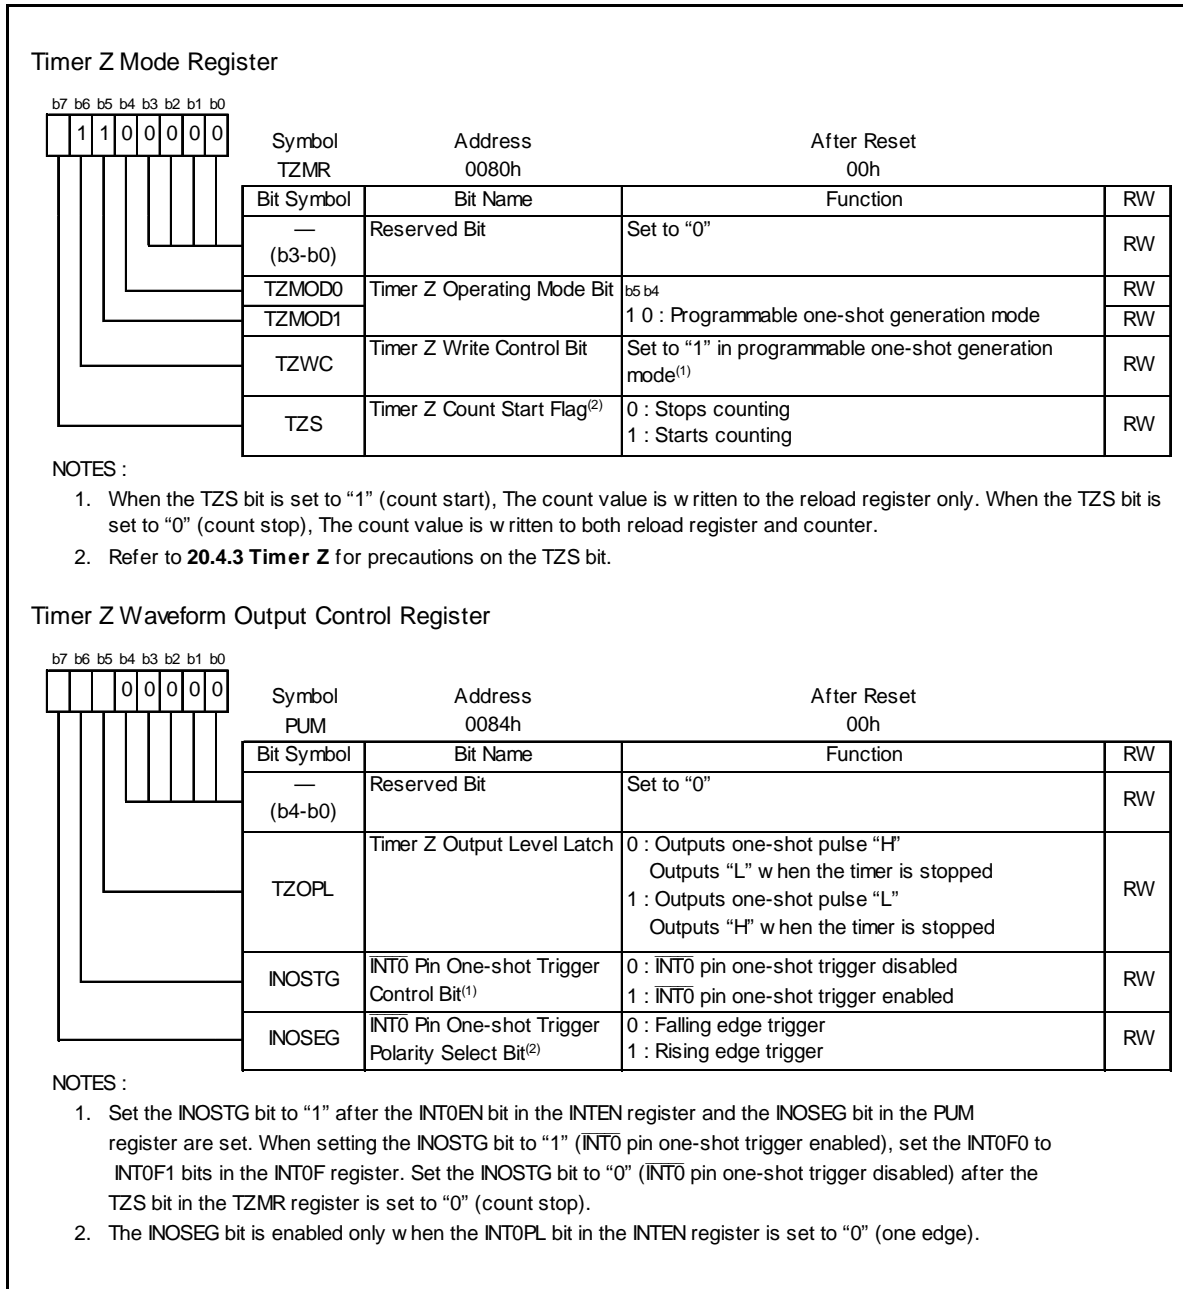 Timer Z Mode Register
b7 b6 b5 b4 b3 b2 b1 b0
1 1 0 0 0 0 0
Symbol Address After Reset
TZMR 0080h 00h
Bit Symbol Bit Name Function RW
— (b3-b0) Reserved Bit Set to “0” RW
TZMOD0 Timer Z Operating Mode Bit b5 b4 RW
TZMOD1 1 0 : Programmable one-shot generation mode RW
TZWC Timer Z Write Control Bit Set to “1” in programmable one-shot generation mode(1) RW
TZS Timer Z Count Start Flag(2) 0 : Stops counting RW
1 : Starts counting
NOTES :
1. When the TZS bit is set to “1” (count start), The count value is written to the reload register only. When the TZS bit is
set to “0” (count stop), The count value is written to both reload register and counter.
2. Refer to 20.4.3 Timer Z for precautions on the TZS bit.
Timer Z Waveform Output Control Register
b7 b6 b5 b4 b3 b2 b1 b0
0 0 0 0 0
Symbol Address After Reset
PUM 0084h 00h
Bit Symbol Bit Name Function RW
— (b4-b0) Reserved Bit Set to “0” RW
TZOPL Timer Z Output Level Latch 0 : Outputs one-shot pulse “H” RW
Outputs “L” when the timer is stopped
1 : Outputs one-shot pulse “L”
Outputs “H” when the timer is stopped
INOSTG INT0 Pin One-shot Trigger Control Bit(1) 0 : INT0 pin one-shot trigger disabled RW
1 : INT0 pin one-shot trigger enabled
INOSEG INT0 Pin One-shot Trigger Polarity Select Bit(2) 0 : Falling edge trigger RW
1 : Rising edge trigger
NOTES :
1. Set the INOSTG bit to “1” after the INT0EN bit in the INTEN register and the INOSEG bit in the PUM
register are set. When setting the INOSTG bit to “1” (INT0 pin one-shot trigger enabled), set the INT0F0 to
INT0F1 bits in the INT0F register. Set the INOSTG bit to “0” (INT0 pin one-shot trigger disabled) after the
TZS bit in the TZMR register is set to “0” (count stop).
2. The INOSEG bit is enabled only when the INT0PL bit in the INTEN register is set to “0” (one edge).